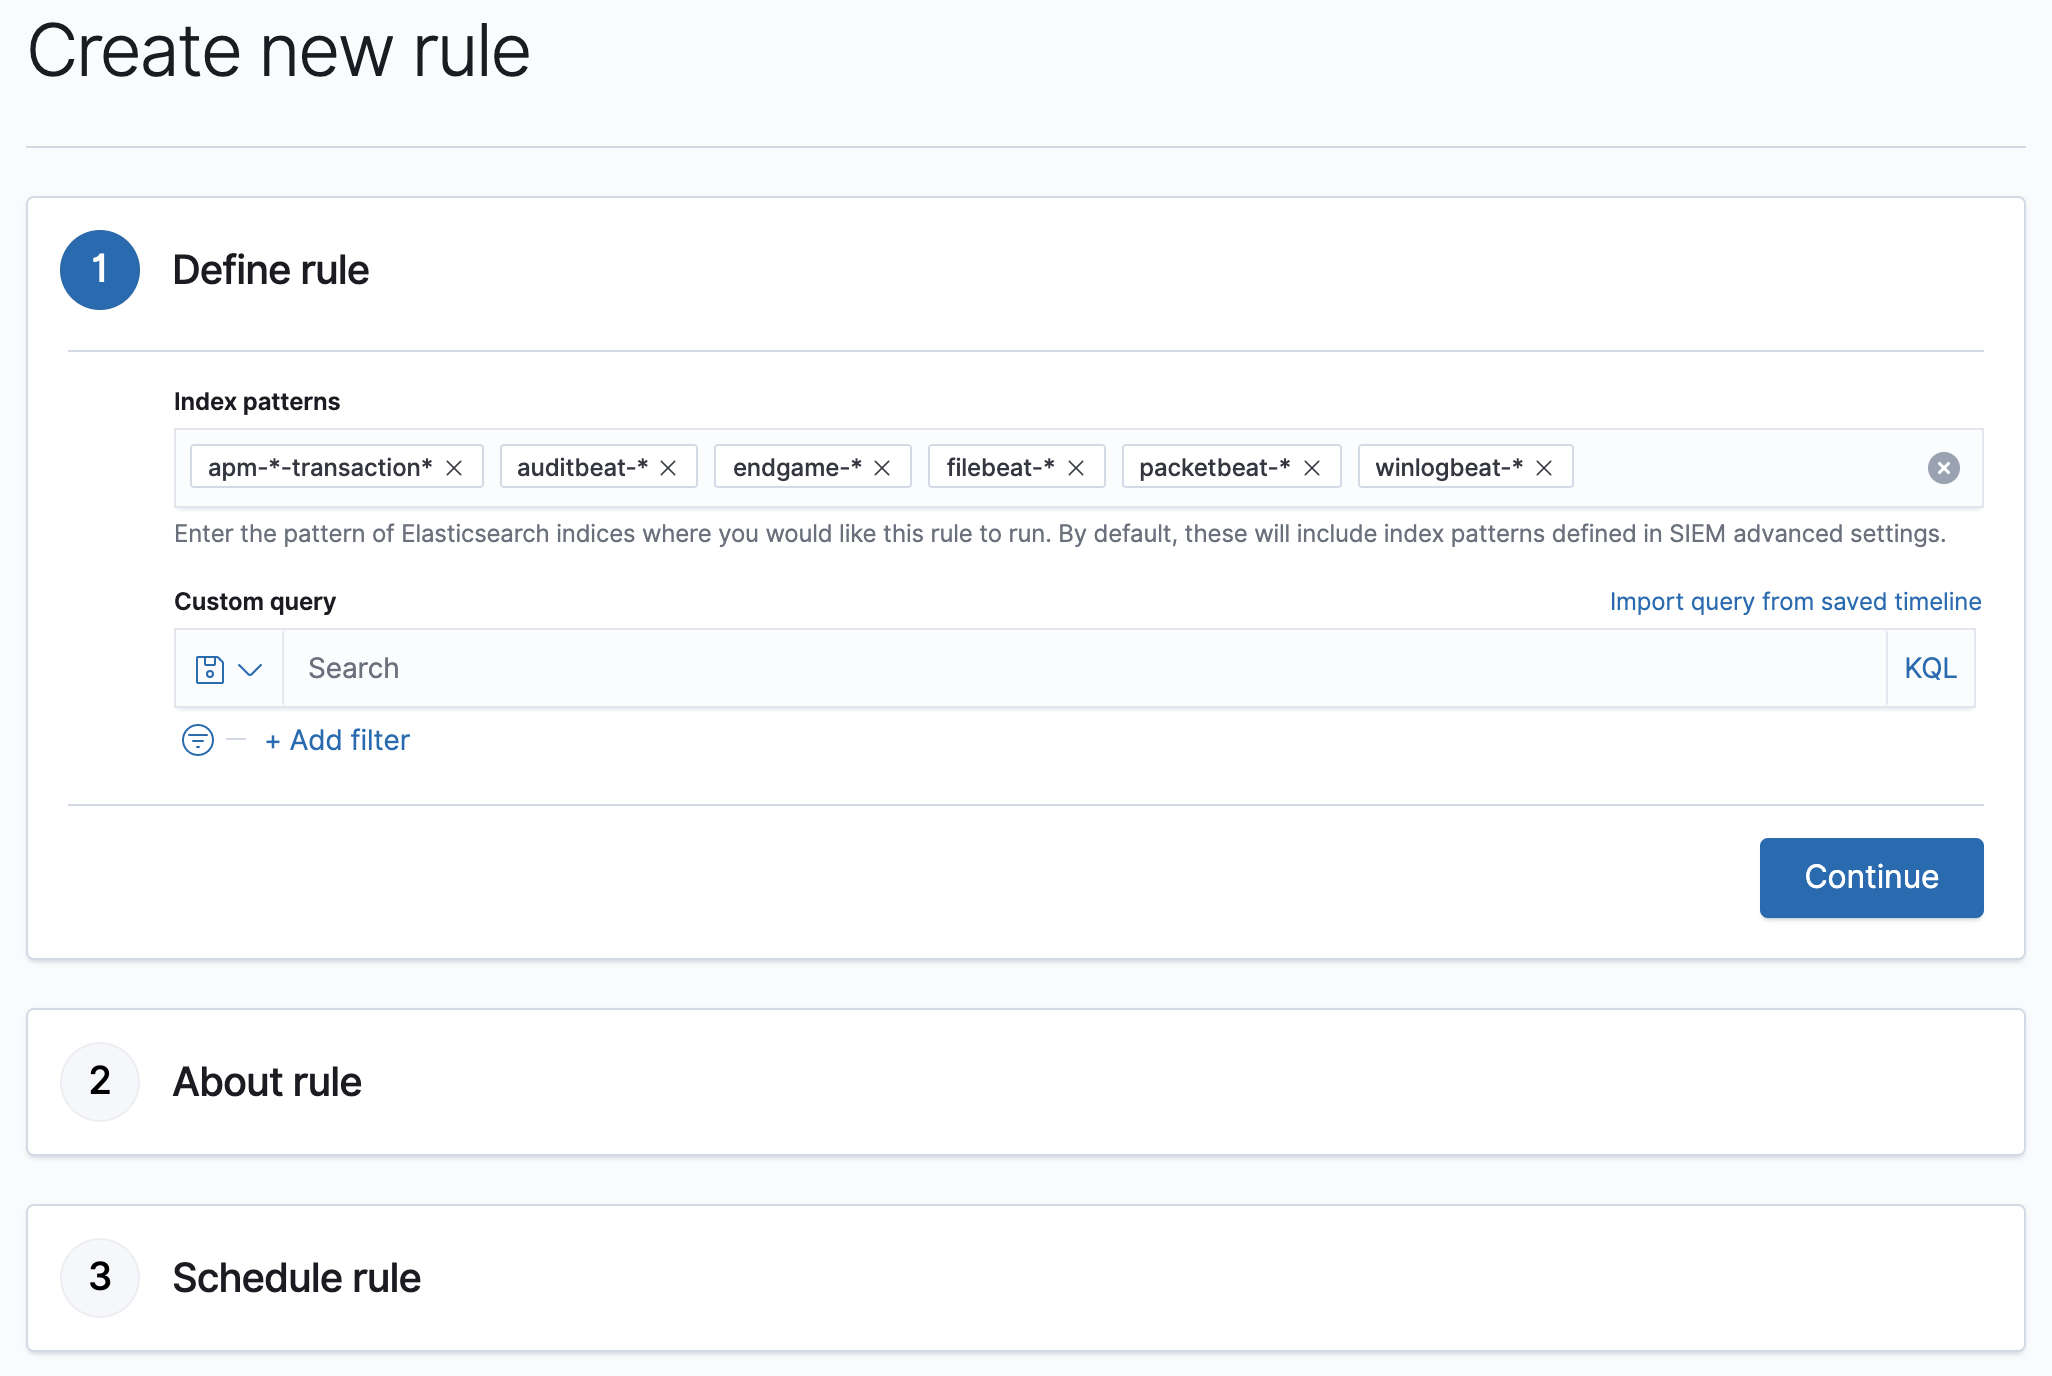 Create new rule
1 Define rule
Index patterns
apm-*-transaction* auditbeat-* endgame-* filebeat-* packetbeat-* winlogbeat-*
Enter the pattern of Elasticsearch indices where you would like this rule to run. By default, these will include index patterns defined in SIEM advanced settings.
Custom query Import query from saved timeline
Search KQL
+ Add filter
Continue
2 About rule
3 Schedule rule